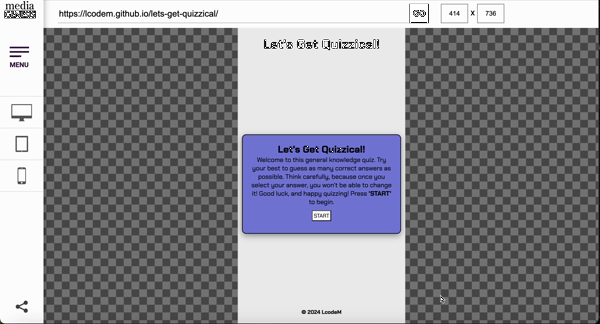 media
https://lcodem.github.io/lets-get-quizzical/
414 X 736
MENU
Let's Get Quizzical!
Let's Get Quizzical!
Welcome to this general knowledge quiz. Try
your best to guess as many correct answers as
possible. Think carefully, because once you
select your answer, you won't be able to change
it! Good luck, and happy quizzing! Press 'START'
to begin.
START
© 2024 LcodeM